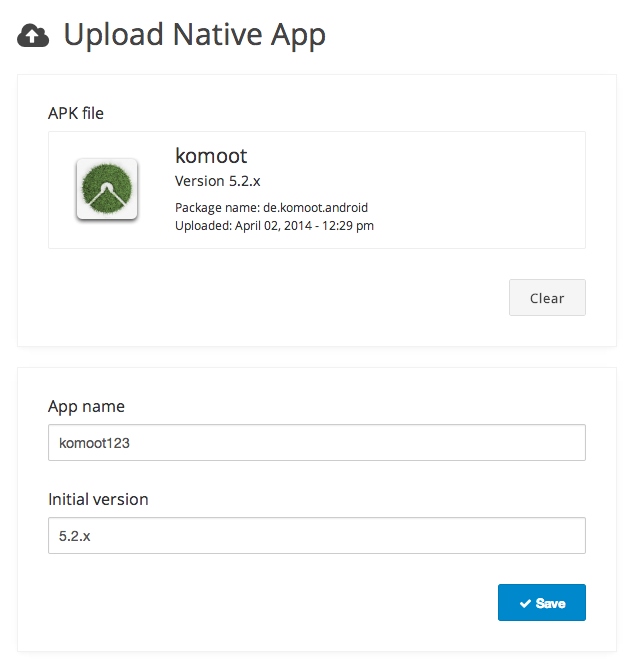 Upload Native App
APK file
komoot
Version 5.2.x
Package name: de.komoot.android
Uploaded: April 02, 2014 - 12:29 pm
Clear
App name
komoot123
Initial version
5.2.x
Save